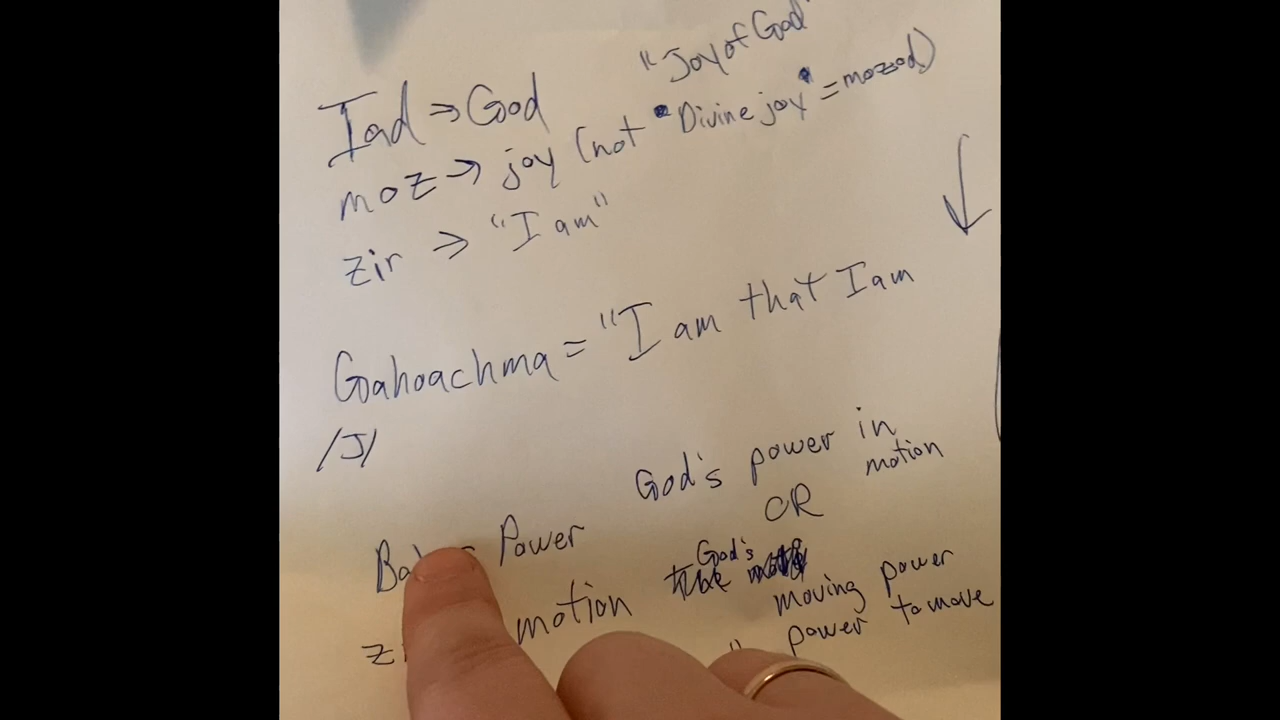 "Joy of God"
Iad → God
moz → joy (not "Divine joy" = mozod)
zir → "I am"
Gahoachma = "I am that I am
/J/
God's power in
motion
OR
Power
God's
motion
moving power
power to move